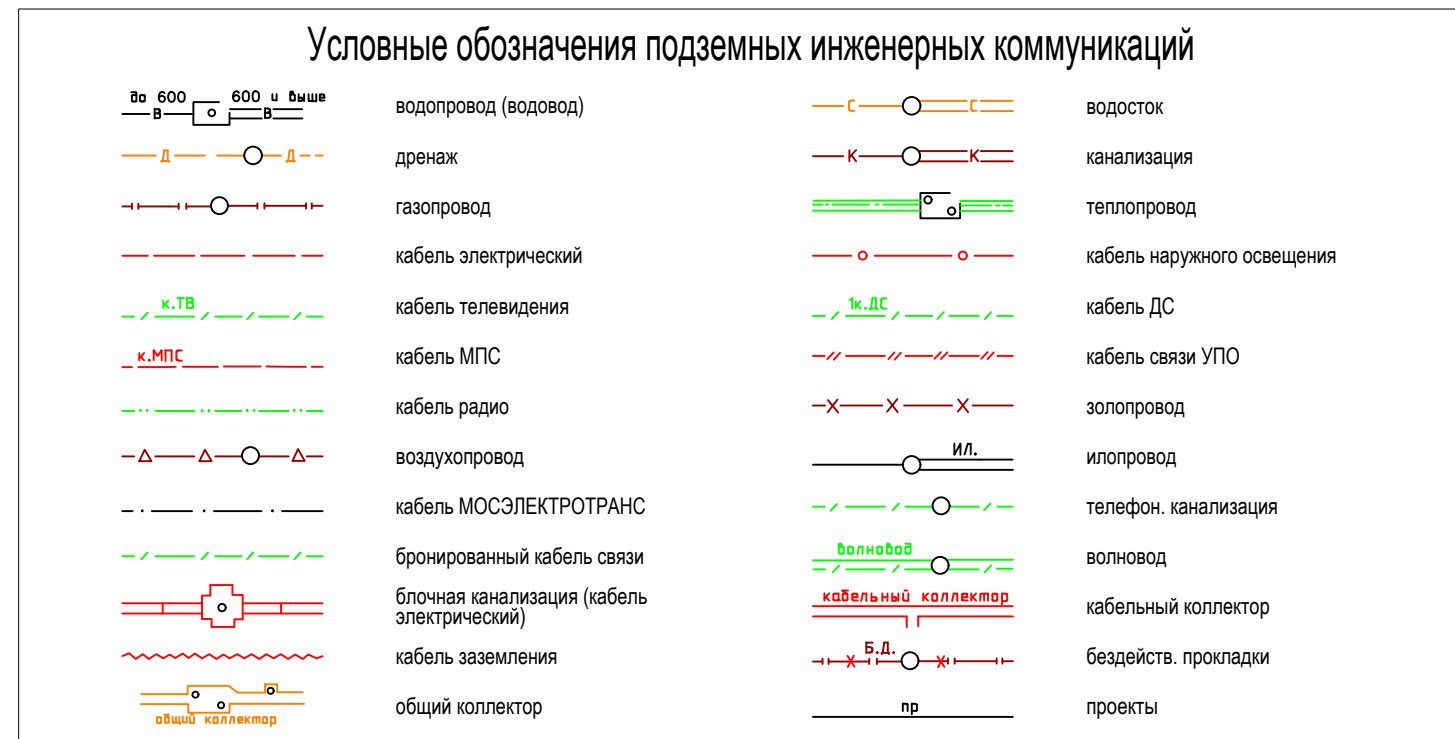 Условные обозначения подземных инженерных коммуникаций
до 600 600 и выше
В В
водопровод (водовод)
Д Д
дренаж
газопровод
кабель электрический
к.ТВ
кабель телевидения
к.МПС
кабель МПС
кабель радио
воздухопровод
кабель МОСЭЛЕКТРОТРАНС
бронированный кабель связи
блочная канализация (кабель
электрический)
кабель заземления
общий коллектор
общий коллектор
С С
водосток
К К
канализация
теплопровод
кабель наружного освещения
1к.ДС
кабель ДС
кабель связи УПО
золопровод
ИЛ.
илопровод
телефон. канализация
волновод
волновод
кабельный коллектор
кабельный коллектор
Б.Д.
бездейств. прокладки
пр
проекты